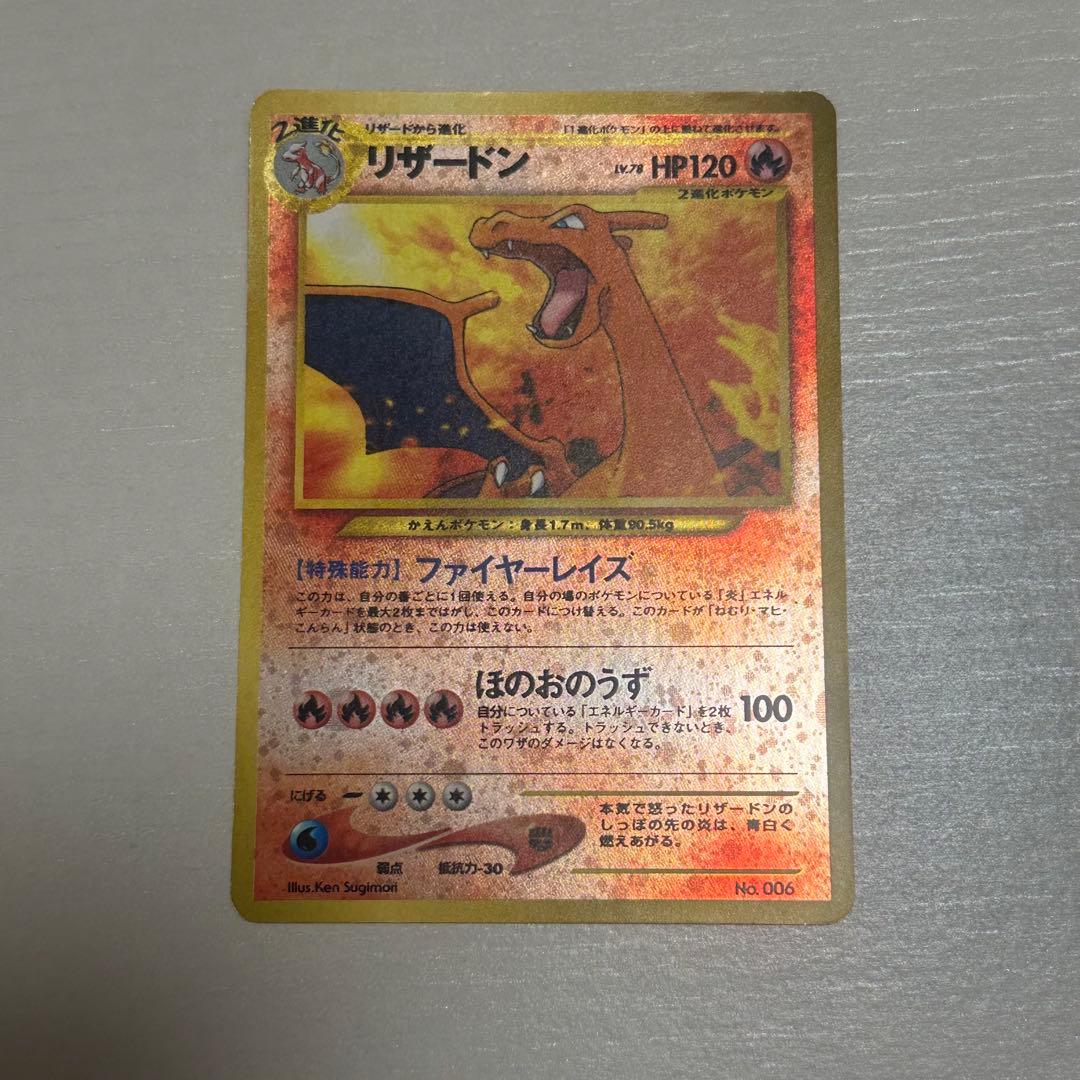 2進化
リザードから進化
「1進化ポケモン」の上に重ねて進化させます。
リザードン
LV.78 HP120
2進化ポケモン
かえんポケモン：身長1.7m、体重90.5kg
【特殊能力】ファイヤーレイズ
この力は、自分の番ごとに1回使える。自分の場のポケモンについている「炎」エネル
ギーカードを最大2枚まではがし、このカードにつけ替える。このカードが「ねむり・マヒ・
こんらん」状態のとき、この力は使えない。
ほのおのうず
自分についている「エネルギーカード」を2枚
トラッシュする。トラッシュできないとき、
このワザのダメージはなくなる。
100
にげる
本気で怒ったリザードンの
しっぽの先の炎は、青白く
燃えあがる。
弱点 抵抗力-30
Illus.Ken Sugimori
No. 006